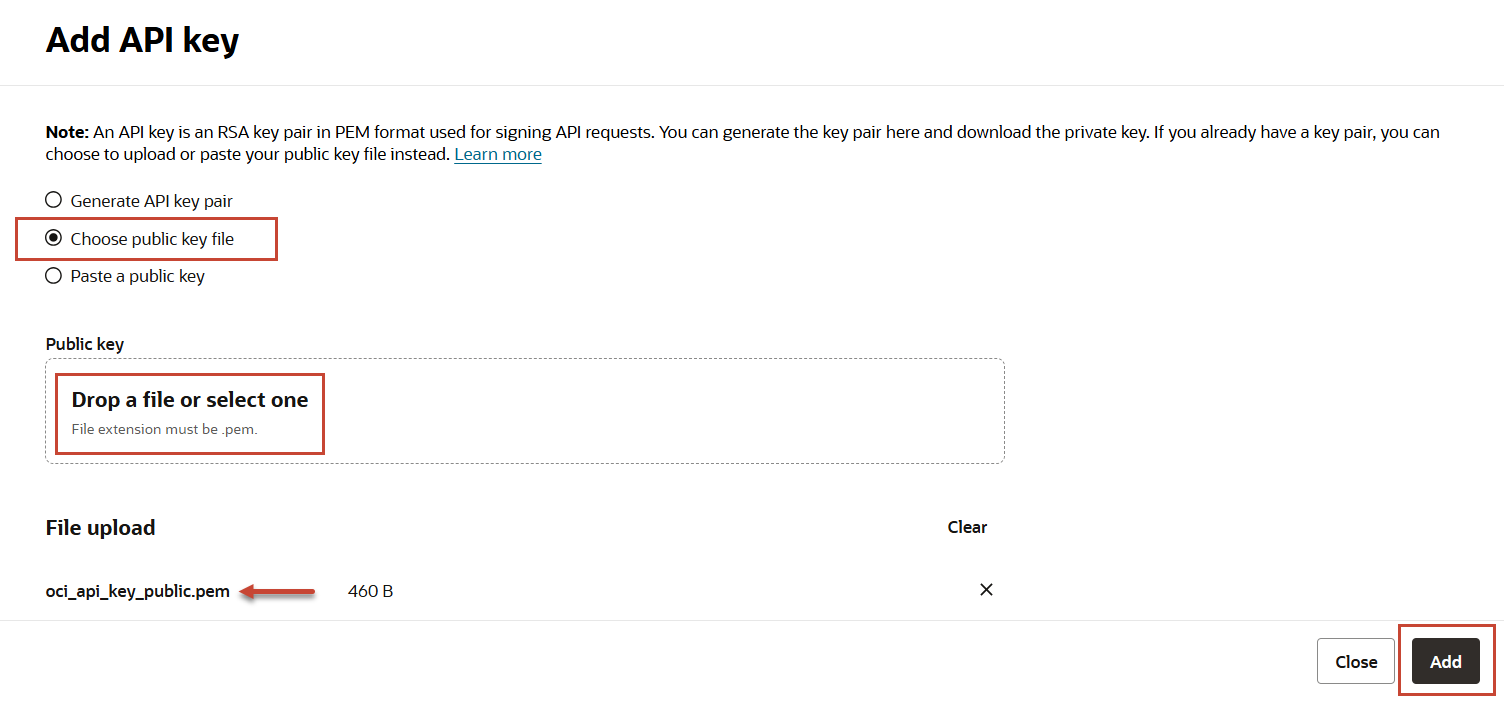 Add API key
Note: An API key is an RSA key pair in PEM format used for signing API requests. You can generate the key pair here and download the private key. If you already have a key pair, you can
choose to upload or paste your public key file instead. Learn more
Generate API key pair
Choose public key file
Paste a public key
Public key
Drop a file or select one
File extension must be .pem.
File upload Clear
oci_api_key_public.pem 460 B
Close Add